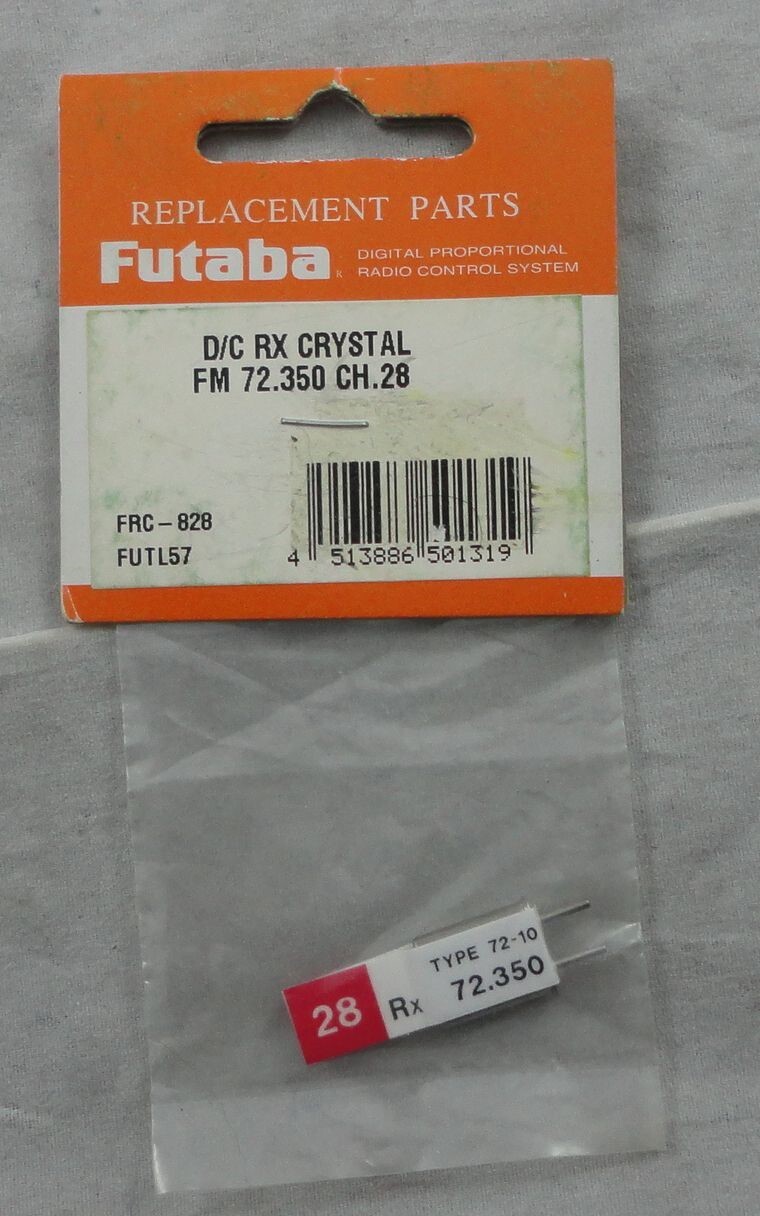 REPLACEMENT PARTS
Futaba® DIGITAL PROPORTIONAL
RADIO CONTROL SYSTEM
D/C RX CRYSTAL
FM 72.350 CH.28
FRC-828
FUTL57
4 513886 501319
28 Rx TYPE 72-10
72.350